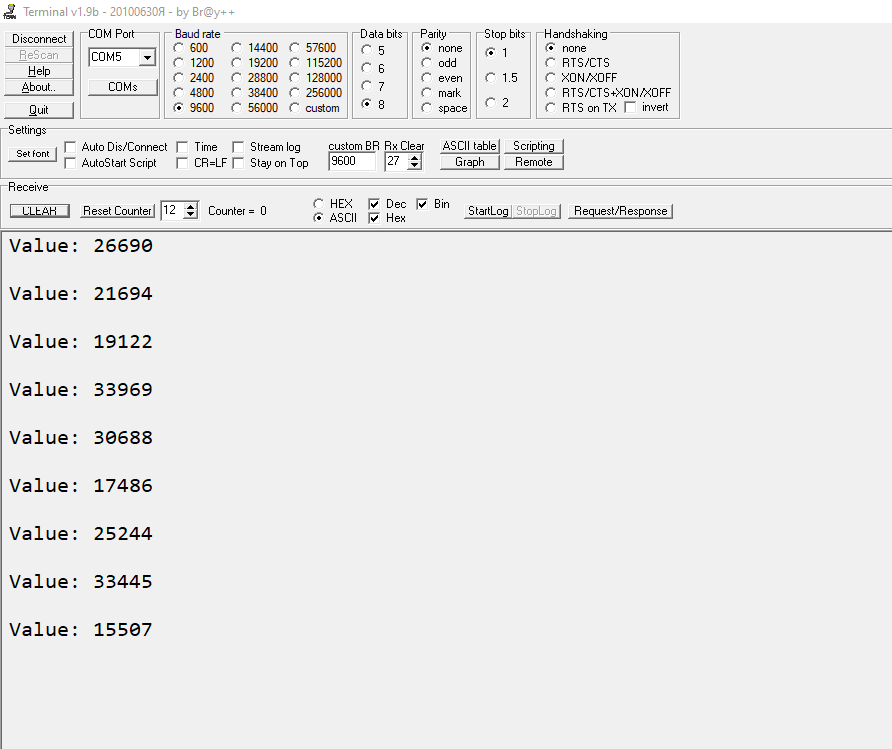 Terminal v1.9b - 20100630Я - by Br@y++
Disconnect
ReScan
Help
About..
Quit
COM Port
COM5
COMs
Baud rate
600 14400 57600
1200 19200 115200
2400 28800 128000
4800 38400 256000
9600 56000 custom
Data bits
5
6
7
8
Parity
none
odd
even
mark
space
Stop bits
1
1.5
2
Handshaking
none
RTS/CTS
XON/XOFF
RTS/CTS+XON/XOFF
RTS on TX invert
Settings
Set font
Auto Dis/Connect Time Stream log
AutoStart Script CR=LF Stay on Top
custom BR Rx Clear
9600 27
ASCII table Scripting
Graph Remote
Receive
CLEAR Reset Counter 12 Counter = 0
HEX Dec Bin
ASCII Hex
StartLog StopLog Request/Response
Value: 26690
Value: 21694
Value: 19122
Value: 33969
Value: 30688
Value: 17486
Value: 25244
Value: 33445
Value: 15507